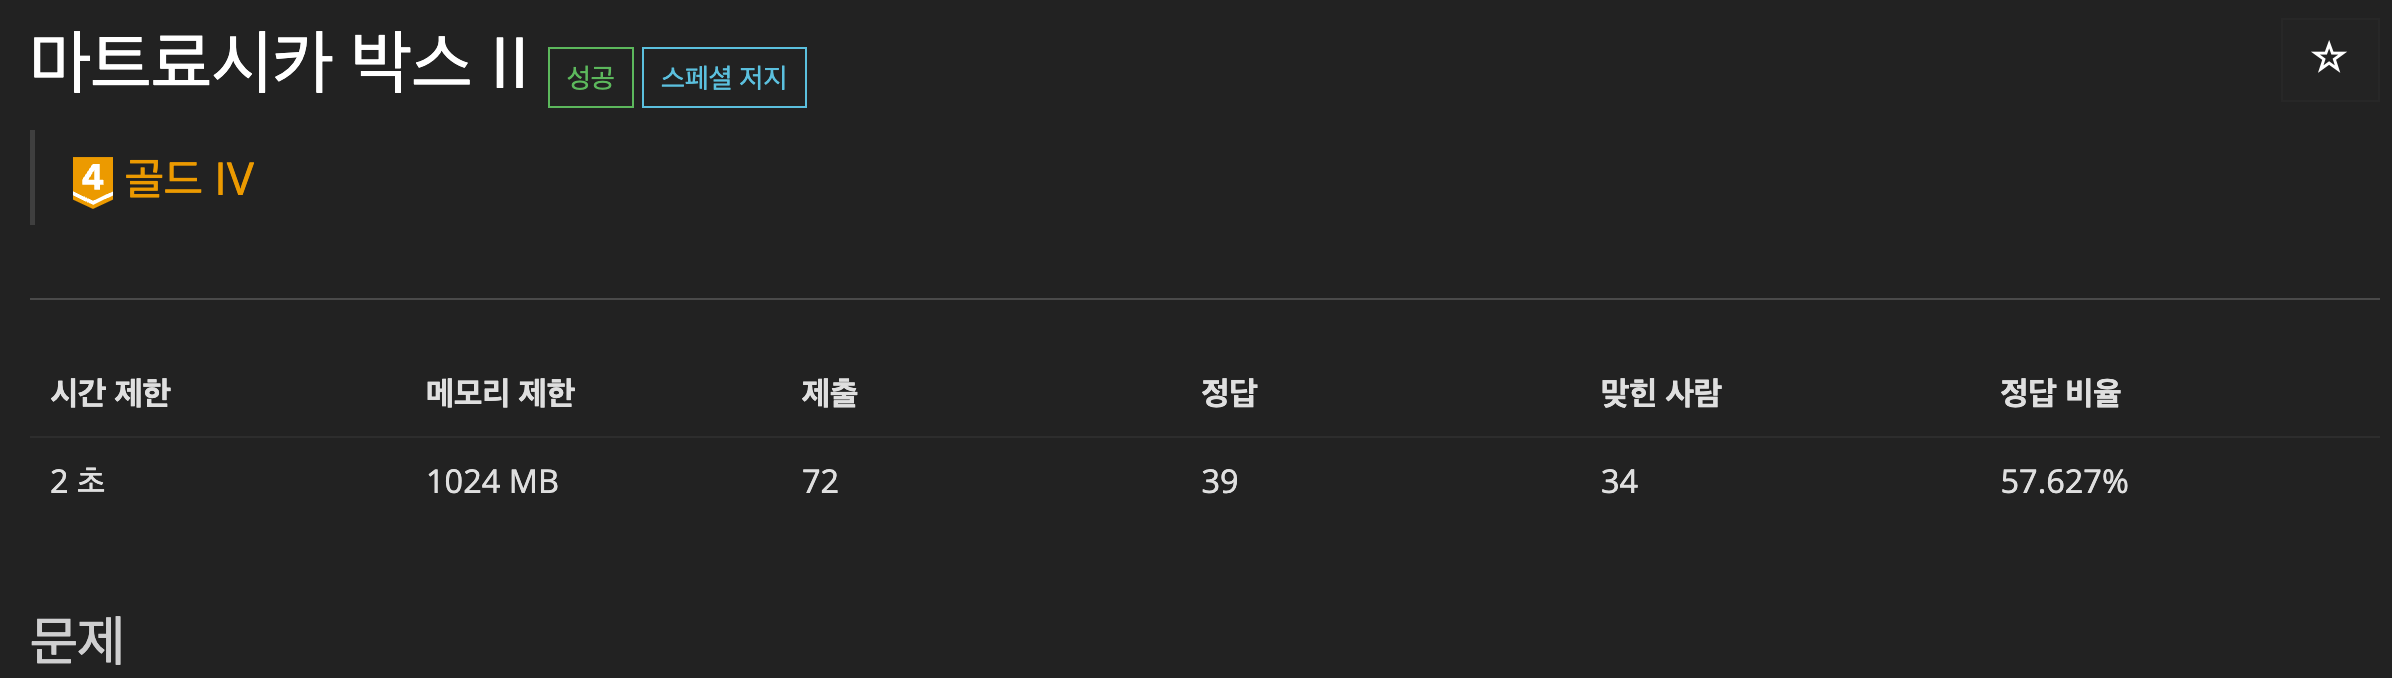 마트료시카 박스 II 성공 스페셜 저지
4 골드 IV
시간 제한 메모리 제한 제출 정답 맞힌 사람 정답 비율
2 초 1024 MB 72 39 34 57.627%
문제